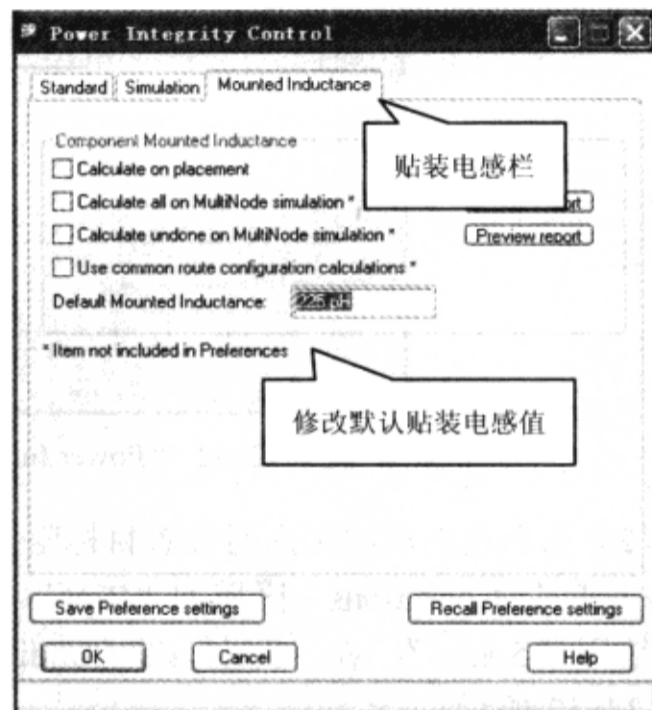 Power Integrity Control
Standard
Simulation
Mounted Inductance
贴装电感栏
Component Mounted Inductance
Calculate on placement
Calculate all on MultiNode simulation *
Calculate undone on MultiNode simulation *
Preview report
Use common route configuration calculations *
Default Mounted Inductance:
225 pH
* Item not included in Preferences
修改默认贴装电感值
Save Preference settings
Recall Preference settings
OK
Cancel
Help